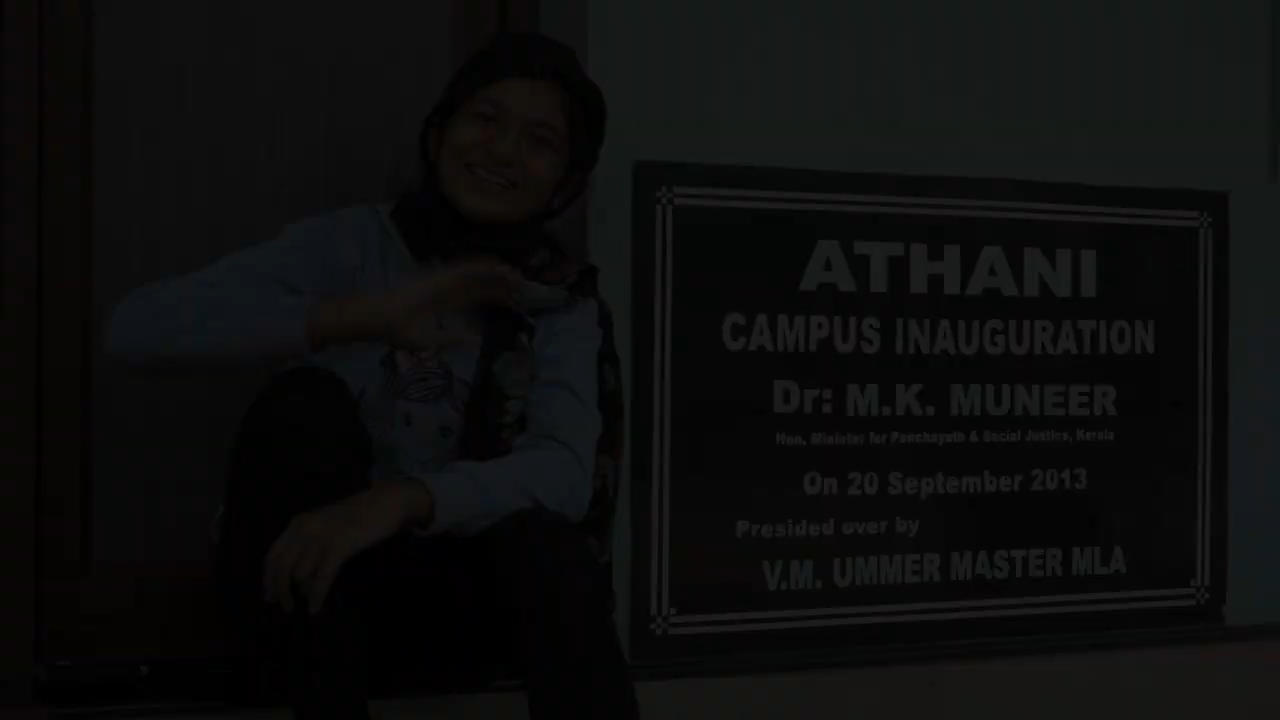 ATHANI
CAMPUS INAUGURATION
Dr: M.K. MUNEER
Hon. Minister for Panchayath & Social Justice, Kerala
On 20 September 2013
Presided over by
V.M. UMMER MASTER MLA